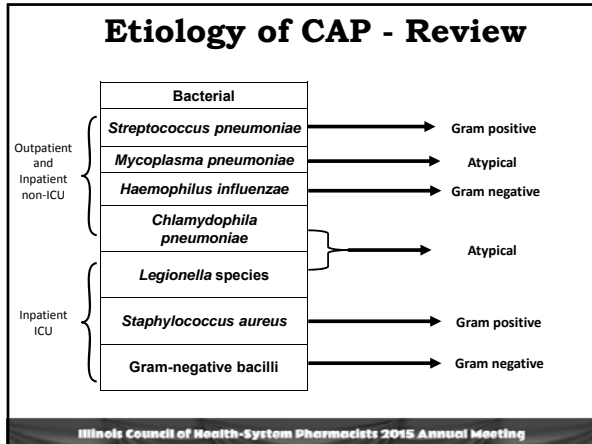 Etiology of CAP - Review
Bacterial
Outpatient
and
Inpatient
non-ICU
Streptococcus pneumoniae
Gram positive
Mycoplasma pneumoniae
Atypical
Haemophilus influenzae
Gram negative
Chlamydophila
pneumoniae
Atypical
Legionella species
Inpatient
ICU
Staphylococcus aureus
Gram positive
Gram-negative bacilli
Gram negative
Illinois Council of Health-System Pharmacists 2015 Annual Meeting